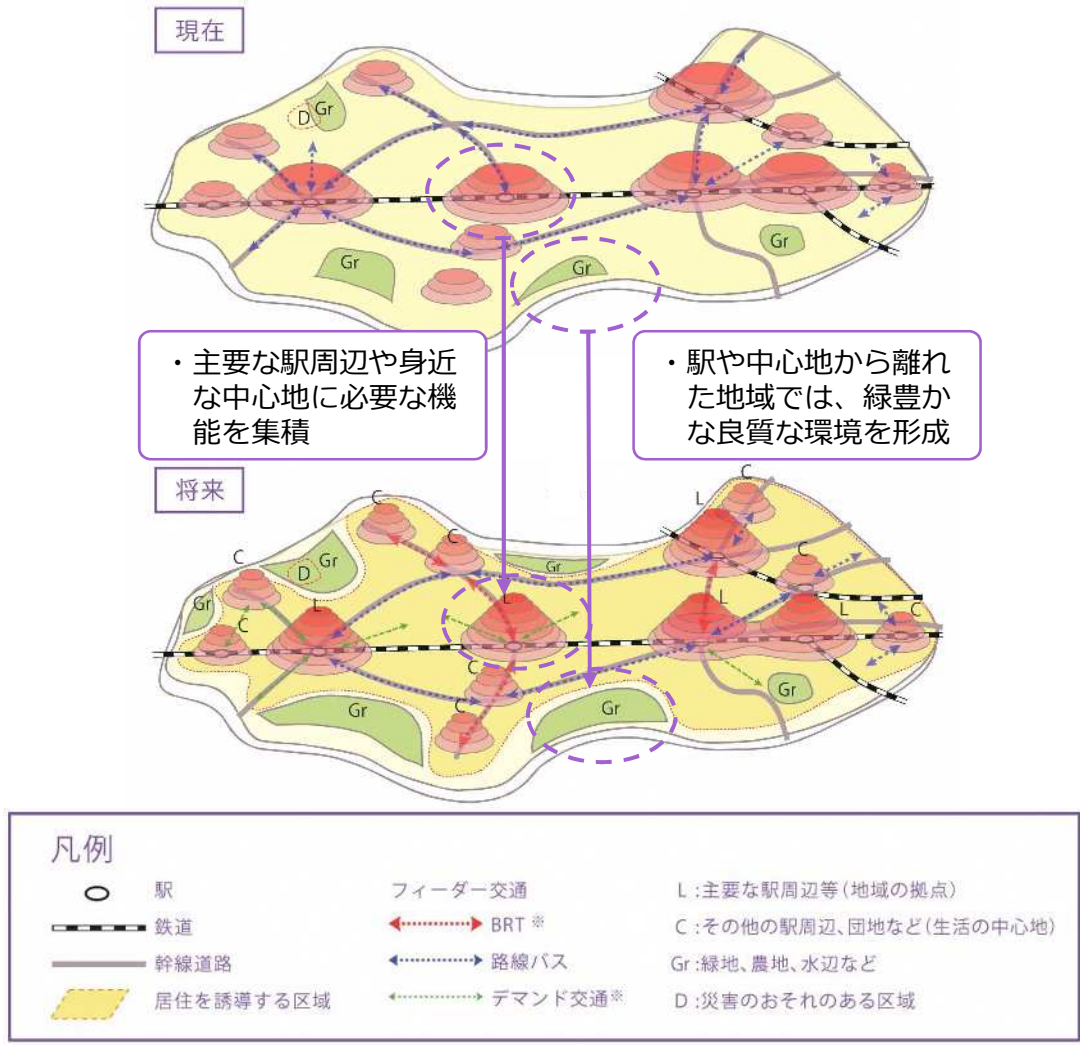 現在
D
Gr
Gr
Gr
Gr
・主要な駅周辺や身近
な中心地に必要な機
能を集積
・駅や中心地から離れ
た地域では、緑豊か
な良質な環境を形成
将来
C
C
L
C
C
Gr
C
D
Gr
Gr
L
L
L
L
C
C
C
Gr
Gr
Gr
C
凡例
駅
鉄道
幹線道路
居住を誘導する区域
フィーダー交通
BRT ※
路線バス
デマンド交通※
L :主要な駅周辺等(地域の拠点)
C :その他の駅周辺、団地など(生活の中心地)
Gr :緑地、農地、水辺など
D :災害のおそれのある区域